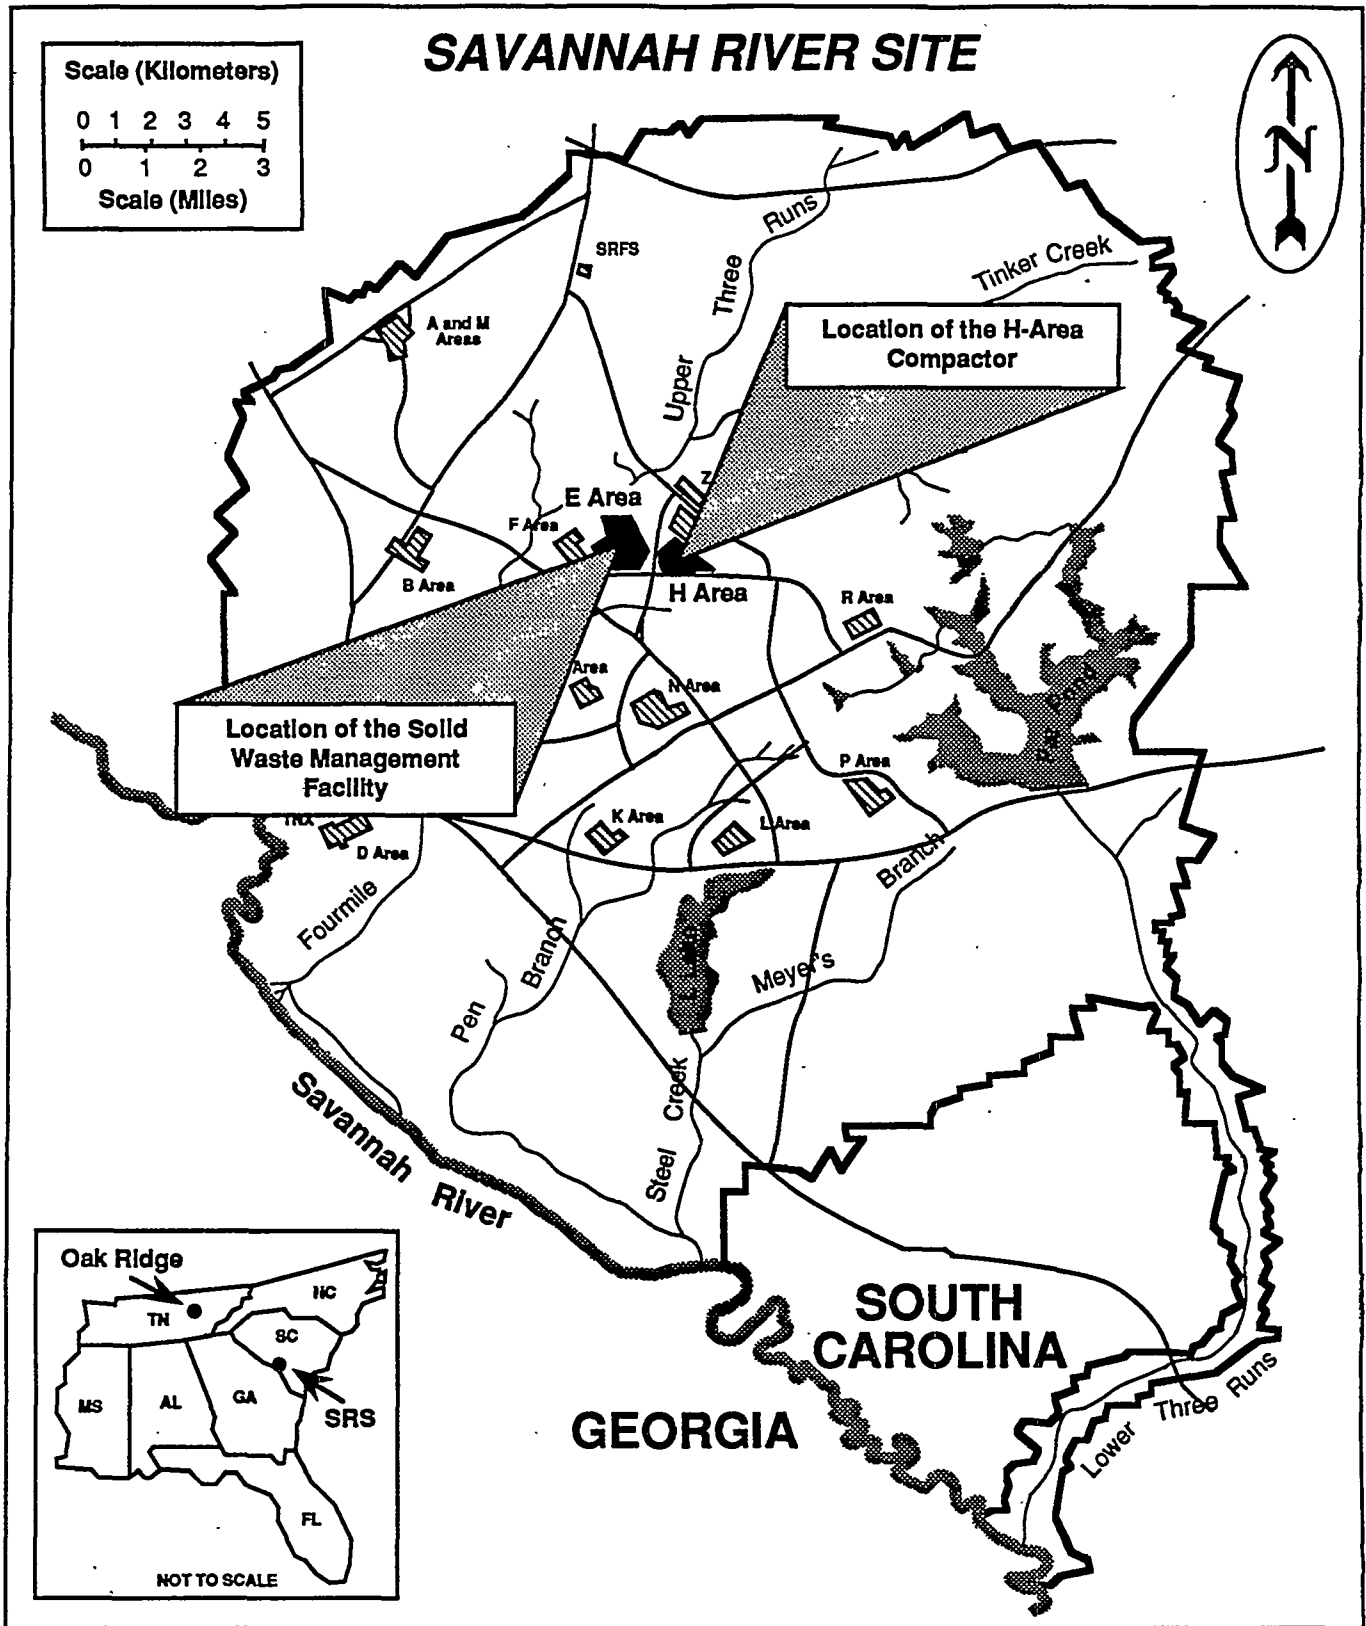 SAVANNAH RIVER SITE
Scale (Kilometers)
0 1 2 3 4 5
0 1 2 3
Scale (Miles)
N
SRFS
Runs
Three
Upper
Tinker Creek
A and M
Areas
Location of the H-Area
Compactor
Z
E Area
F Area
B Area
H Area
R Area
Area
N Area
Par Pond
Location of the Solid
Waste Management
Facility
P Area
K Area
L Area
TNX
D Area
Fourmile
Branch
Pen
Branch
Meyer's
Creek
Steel
Savannah River
Oak Ridge
TN
NC
SC
MS
AL
GA
SRS
FL
NOT TO SCALE
SOUTH
CAROLINA
GEORGIA
Lower Three Runs